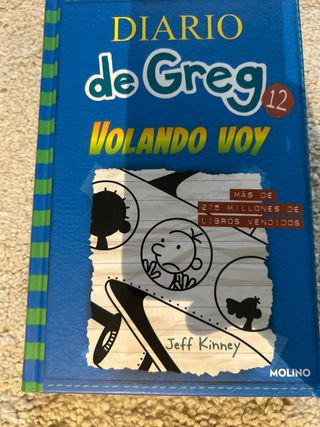 DIARIO
de Greg
12
VOLANDO VOY
MÁS DE
275 MILLONES DE
LIBROS VENDIDOS
Jeff Kinney
MOLINO